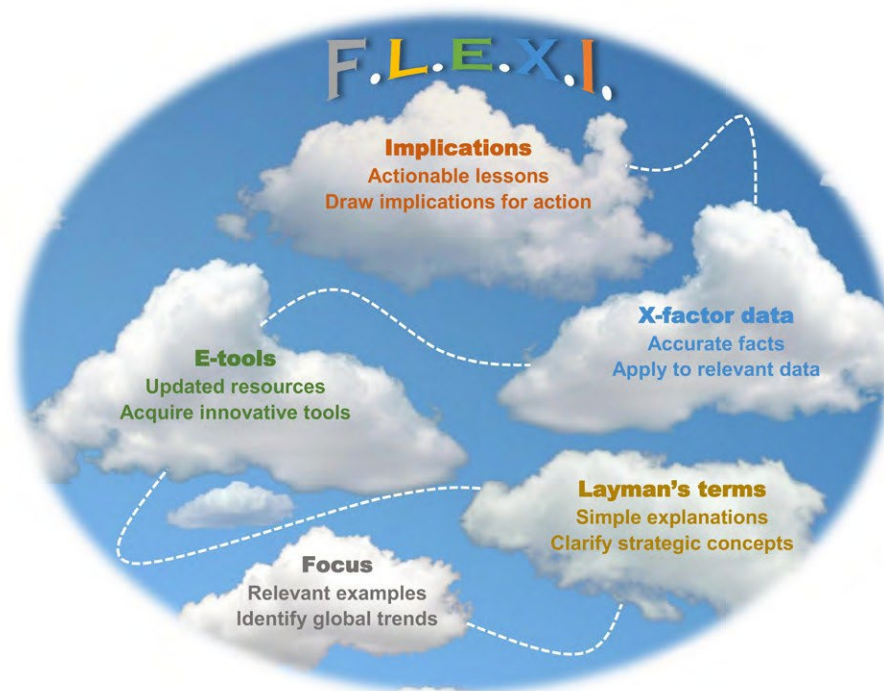 F.L.E.X.I.
Implications
Actionable lessons
Draw implications for action
X-factor data
Accurate facts
Apply to relevant data
E-tools
Updated resources
Acquire innovative tools
Layman's terms
Simple explanations
Clarify strategic concepts
Focus
Relevant examples
Identify global trends